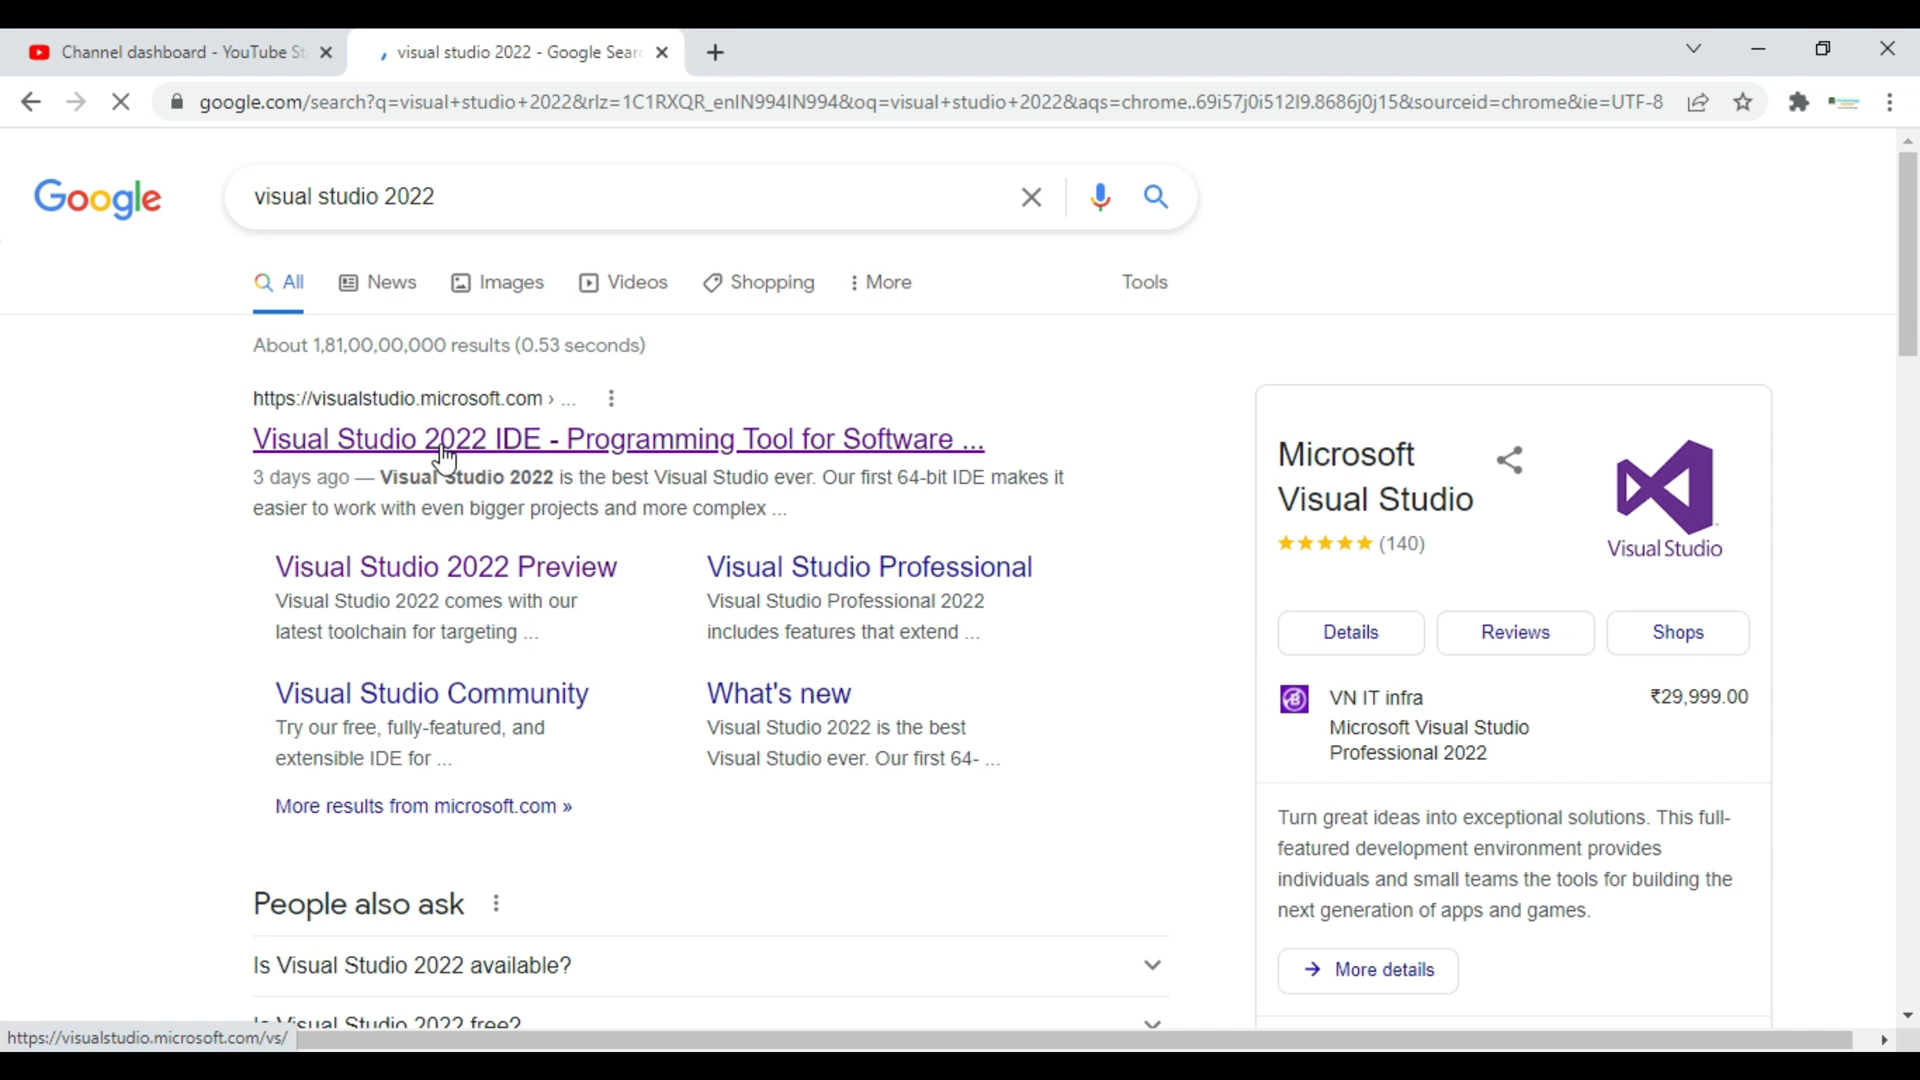 Channel dashboard - YouTube St
visual studio 2022 - Google Sear
google.com/search?q=visual+studio+2022&rlz=1C1RXQR_enIN994IN994&oq=visual+studio+2022&aqs=chrome..69i57j0i512l9.8686j0j15&sourceid=chrome&ie=UTF-8
Google
visual studio 2022
All News Images Videos Shopping More Tools
About 1,81,00,00,000 results (0.53 seconds)
https://visualstudio.microsoft.com › ...
Visual Studio 2022 IDE - Programming Tool for Software ...
3 days ago — Visual Studio 2022 is the best Visual Studio ever. Our first 64-bit IDE makes it
easier to work with even bigger projects and more complex ...
Visual Studio 2022 Preview
Visual Studio 2022 comes with our
latest toolchain for targeting ...
Visual Studio Professional
Visual Studio Professional 2022
includes features that extend ...
Visual Studio Community
Try our free, fully-featured, and
extensible IDE for ...
What's new
Visual Studio 2022 is the best
Visual Studio ever. Our first 64- ...
More results from microsoft.com »
People also ask
Is Visual Studio 2022 available?
Is Visual Studio 2022 free?
Microsoft
Visual Studio
(140)
Visual Studio
Details Reviews Shops
VN IT infra ₹29,999.00
Microsoft Visual Studio
Professional 2022
Turn great ideas into exceptional solutions. This full-
featured development environment provides
individuals and small teams the tools for building the
next generation of apps and games.
More details
https://visualstudio.microsoft.com/vs/